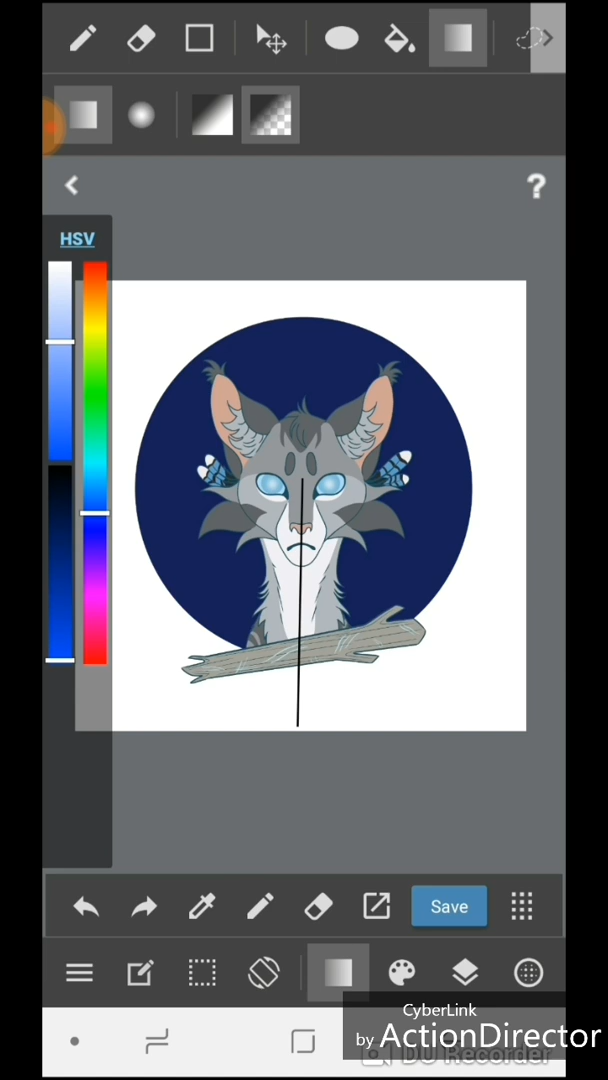 ?
HSV
Save
CyberLink
by ActionDirector
DU Recorder